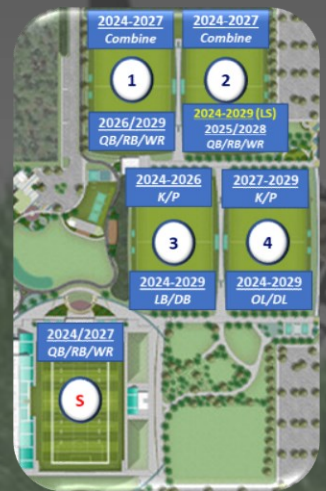 2024-2027
Combine
1
2026/2029
QB/RB/WR
2024-2027
Combine
2
2024-2029 (LS)
2025/2028
QB/RB/WR
2024-2026
K/P
3
2024-2029
LB/DB
2027-2029
K/P
4
2024-2029
OL/DL
2024/2027
QB/RB/WR
S